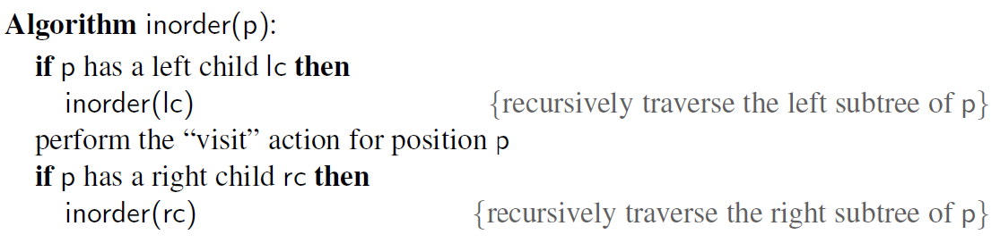 Algorithm inorder(p):
if p has a left child lc then
inorder(lc) {recursively traverse the left subtree of p}
perform the “visit” action for position p
if p has a right child rc then
inorder(rc) {recursively traverse the right subtree of p}